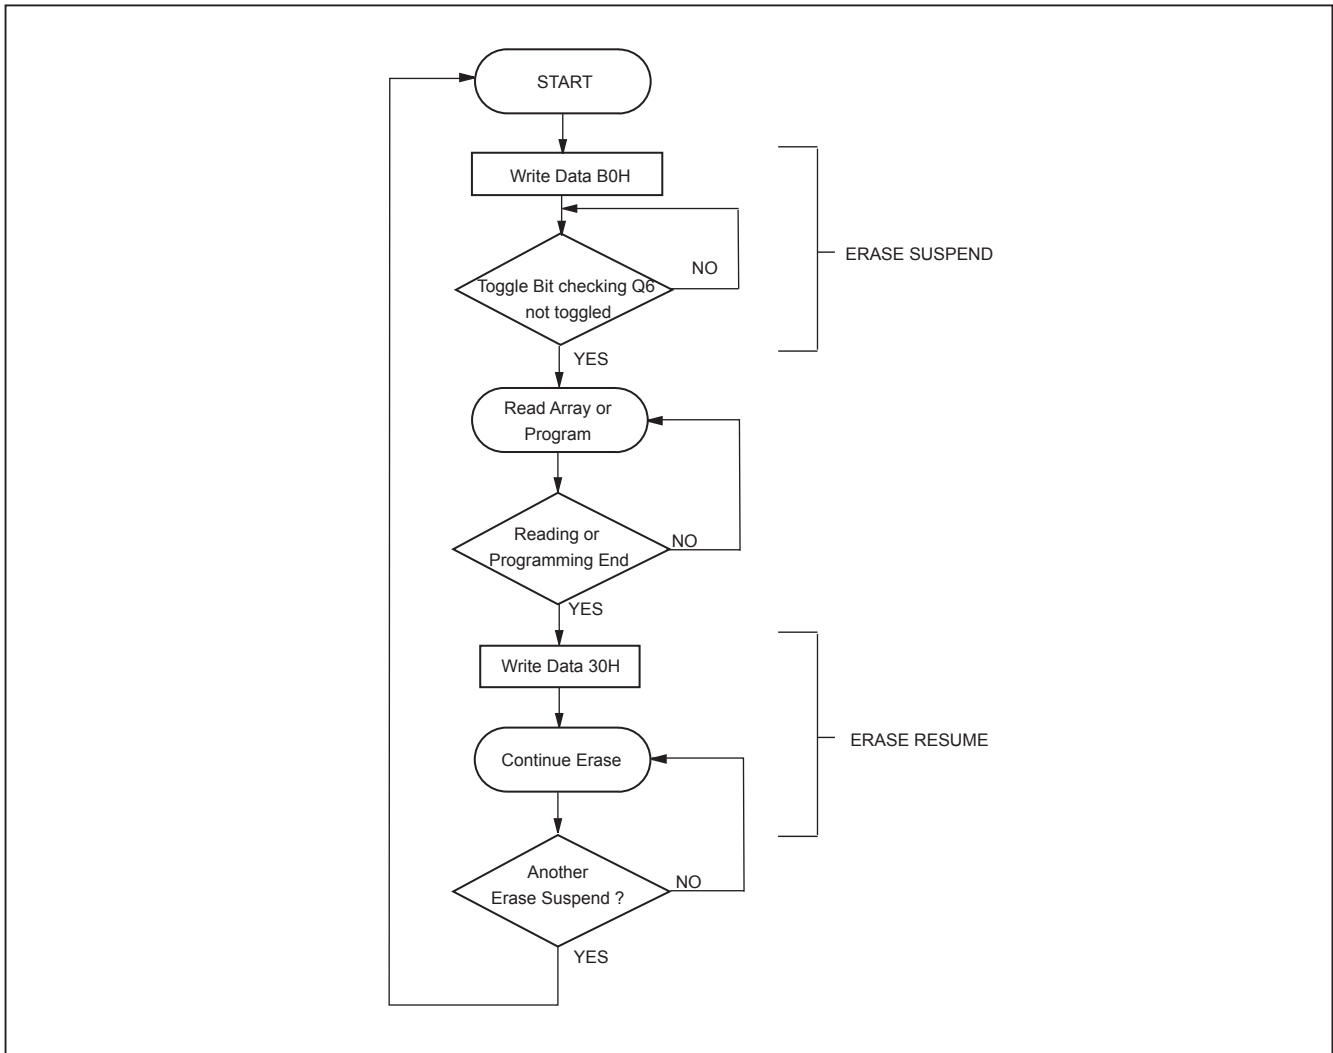 START
Write Data B0H
ERASE SUSPEND
NO
Toggle Bit checking Q6
not toggled
YES
Read Array or
Program
Reading or
Programming End
NO
YES
Write Data 30H
ERASE RESUME
Continue Erase
Another
Erase Suspend ?
NO
YES